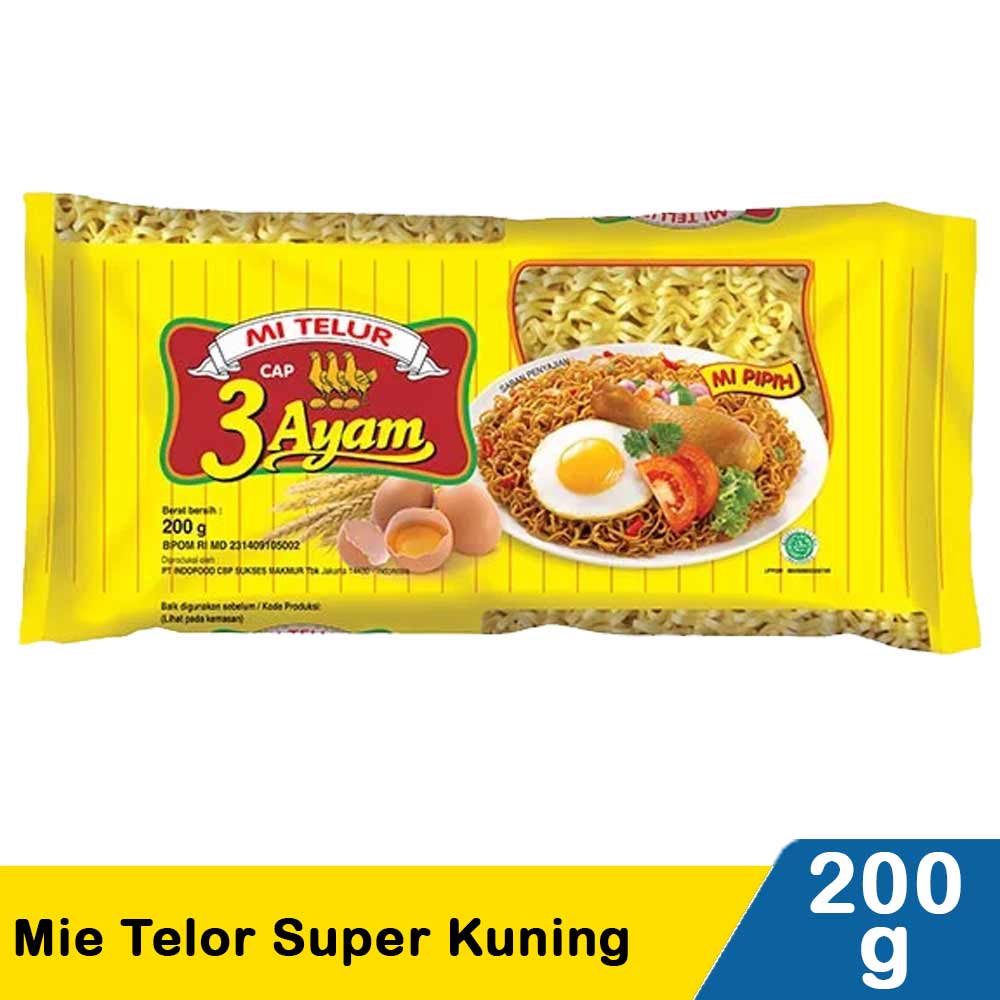 MI TELUR
MI TELUR
CAP
3 Ayam
SARAN PENYAJIAN
MI PIPIH
Berat bersih :
200 g
BPOM RI MD 231409105002
Diproduksi oleh :
PT INDOFOOD CBP SUKSES MAKMUR Tbk Jakarta
Indonesia
Baik digunakan sebelum / Kode Produksi:
(Lihat pada kemasan)
MI TELUR
Mie Telor Super Kuning
200
g